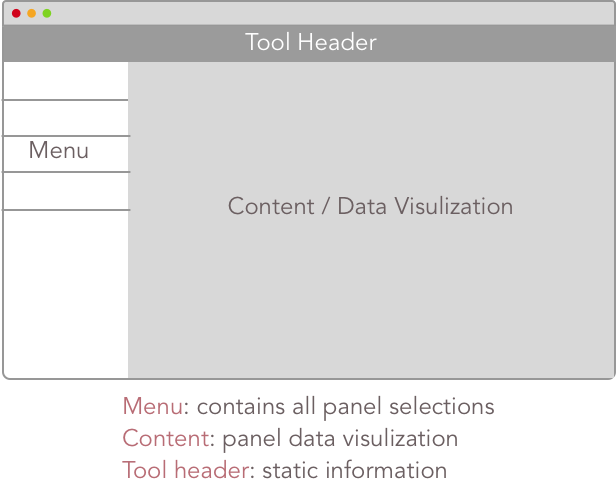 Tool Header
Menu
Content / Data Visulization
Menu: contains all panel selections
Content: panel data visulization
Tool header: static information